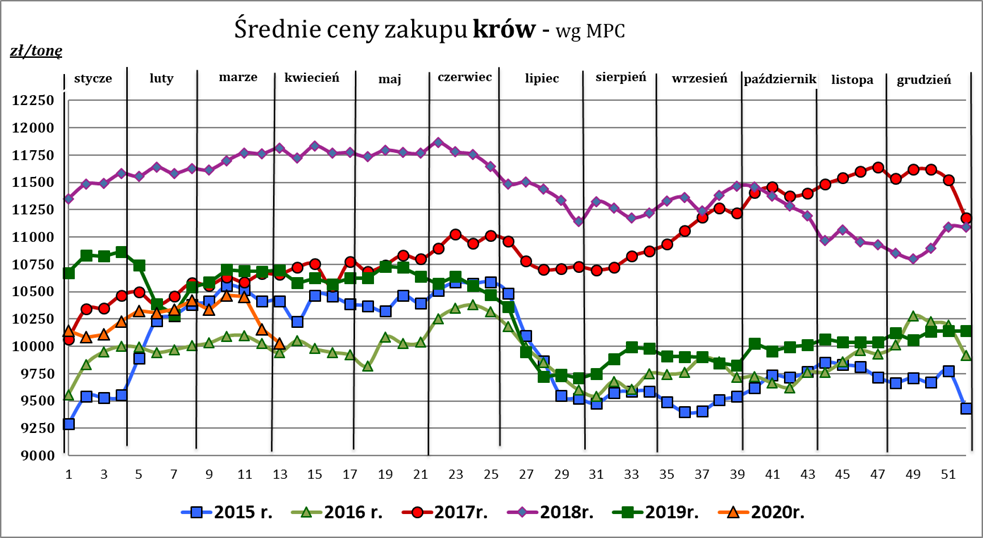 Średnie ceny zakupu krów - wg MPC
zł/tonę
stycze luty marze kwiecień maj czerwiec lipiec sierpień wrzesień październik listopa grudzień
12250
12000
11750
11500
11250
11000
10750
10500
10250
10000
9750
9500
9250
9000
1 3 5 7 9 11 13 15 17 19 21 23 25 27 29 31 33 35 37 39 41 43 45 47 49 51
2015 r. 2016 r. 2017r. 2018r. 2019r. 2020r.